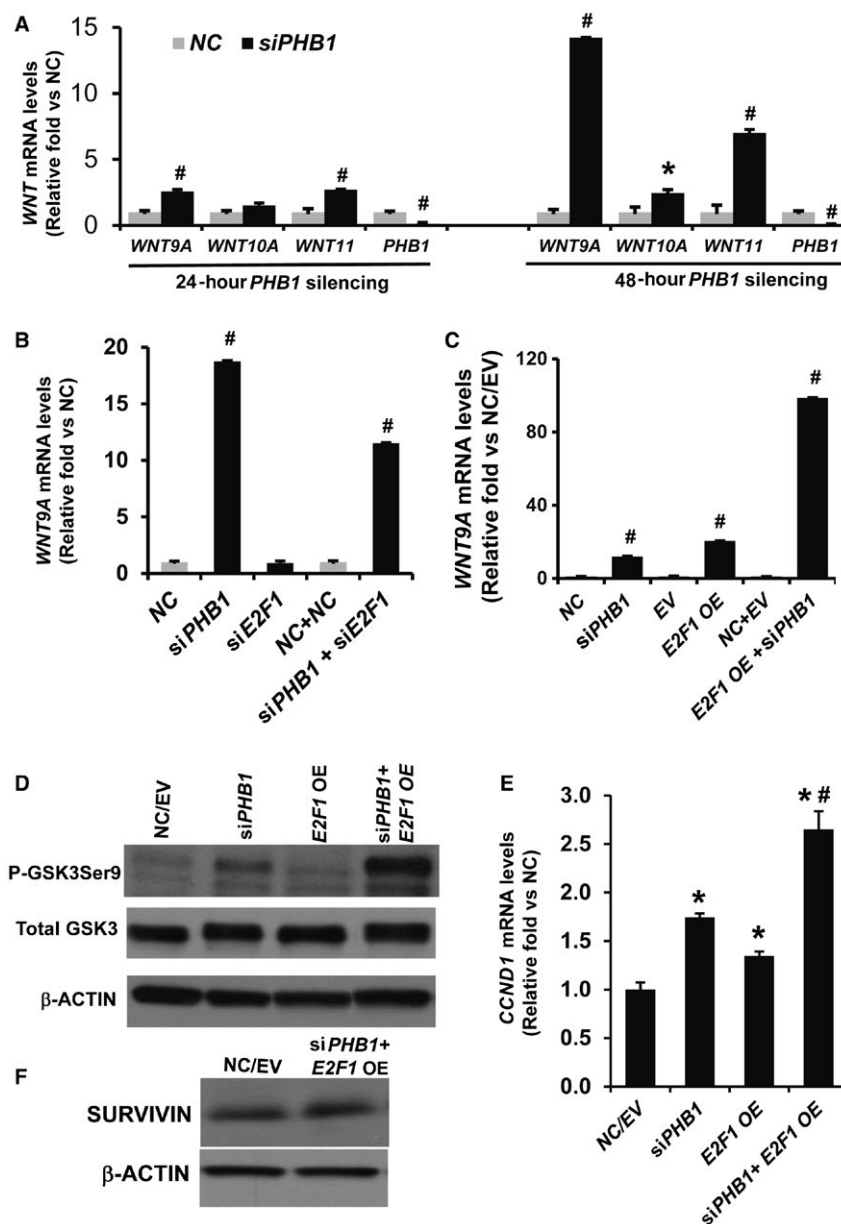 A
WNT mRNA levels
(Relative fold vs NC)
15
10
5
0
NC
siPHB1
#
#
#
#
*
#
#
WNT9A WNT10A WNT11 PHB1
WNT9A WNT10A WNT11 PHB1
24-hour PHB1 silencing
48-hour PHB1 silencing
B
WNT9A mRNA levels
(Relative fold vs NC)
20
15
10
5
0
#
#
NC
siPHB1
siE2F1
NC+NC
siPHB1 + siE2F1
C
WNT9A mRNA levels
(Relative fold vs NC/EV)
120
80
40
0
#
#
#
NC
siPHB1
EV
E2F1 OE
NC+EV
E2F1 OE +siPHB1
D
NC/EV
siPHB1
E2F1 OE
siPHB1+
E2F1 OE
P-GSK3Ser9
Total GSK3
β-ACTIN
E
CCND1 mRNA levels
(Relative fold vs NC)
3.0
2.5
2.0
1.5
1.0
0.5
0.0
*
*
* #
NC/EV
siPHB1
E2F1 OE
siPHB1+ E2F1 OE
F
NC/EV
siPHB1+
E2F1 OE
SURVIVIN
β-ACTIN